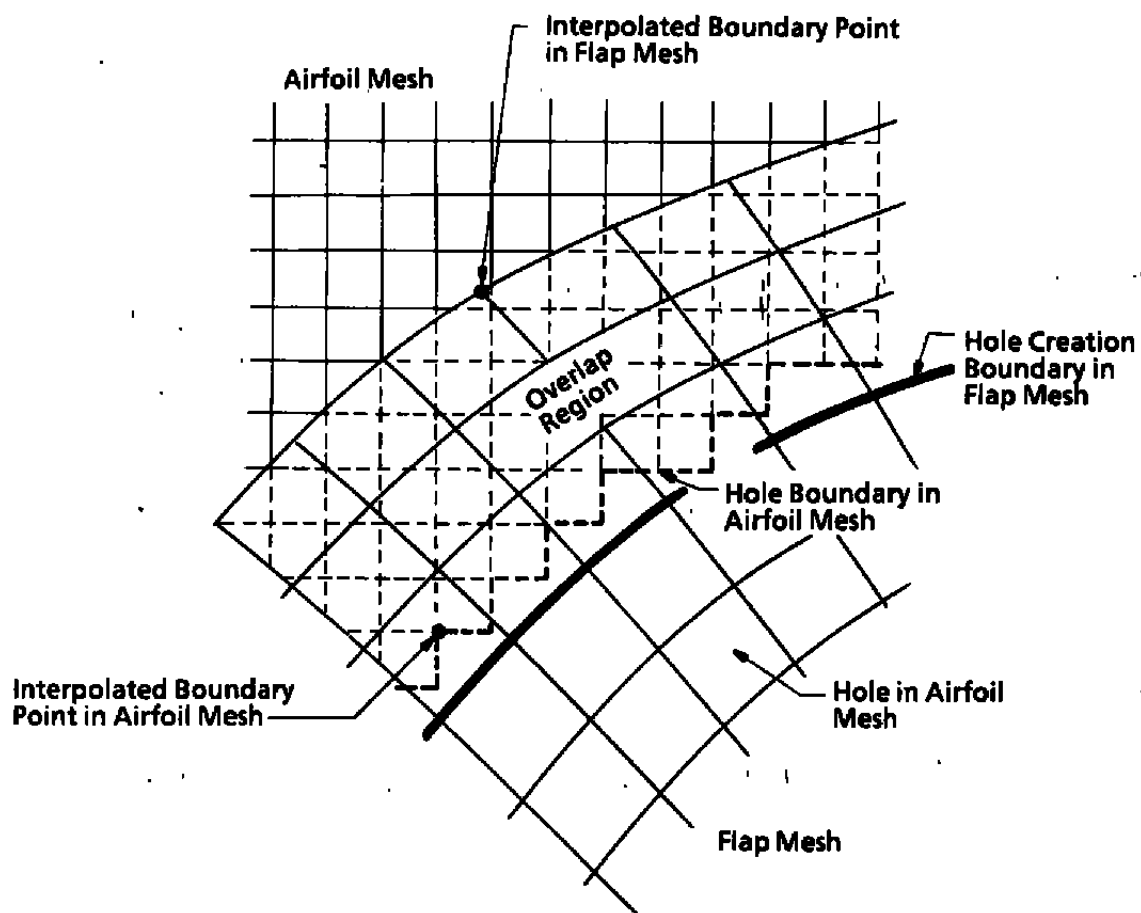 Interpolated Boundary Point
in Flap Mesh
Airfoil Mesh
Overlap
Region
Hole Creation
Boundary in
Flap Mesh
Hole Boundary in
Airfoil Mesh
Interpolated Boundary
Point in Airfoil Mesh
Hole in Airfoil
Mesh
Flap Mesh